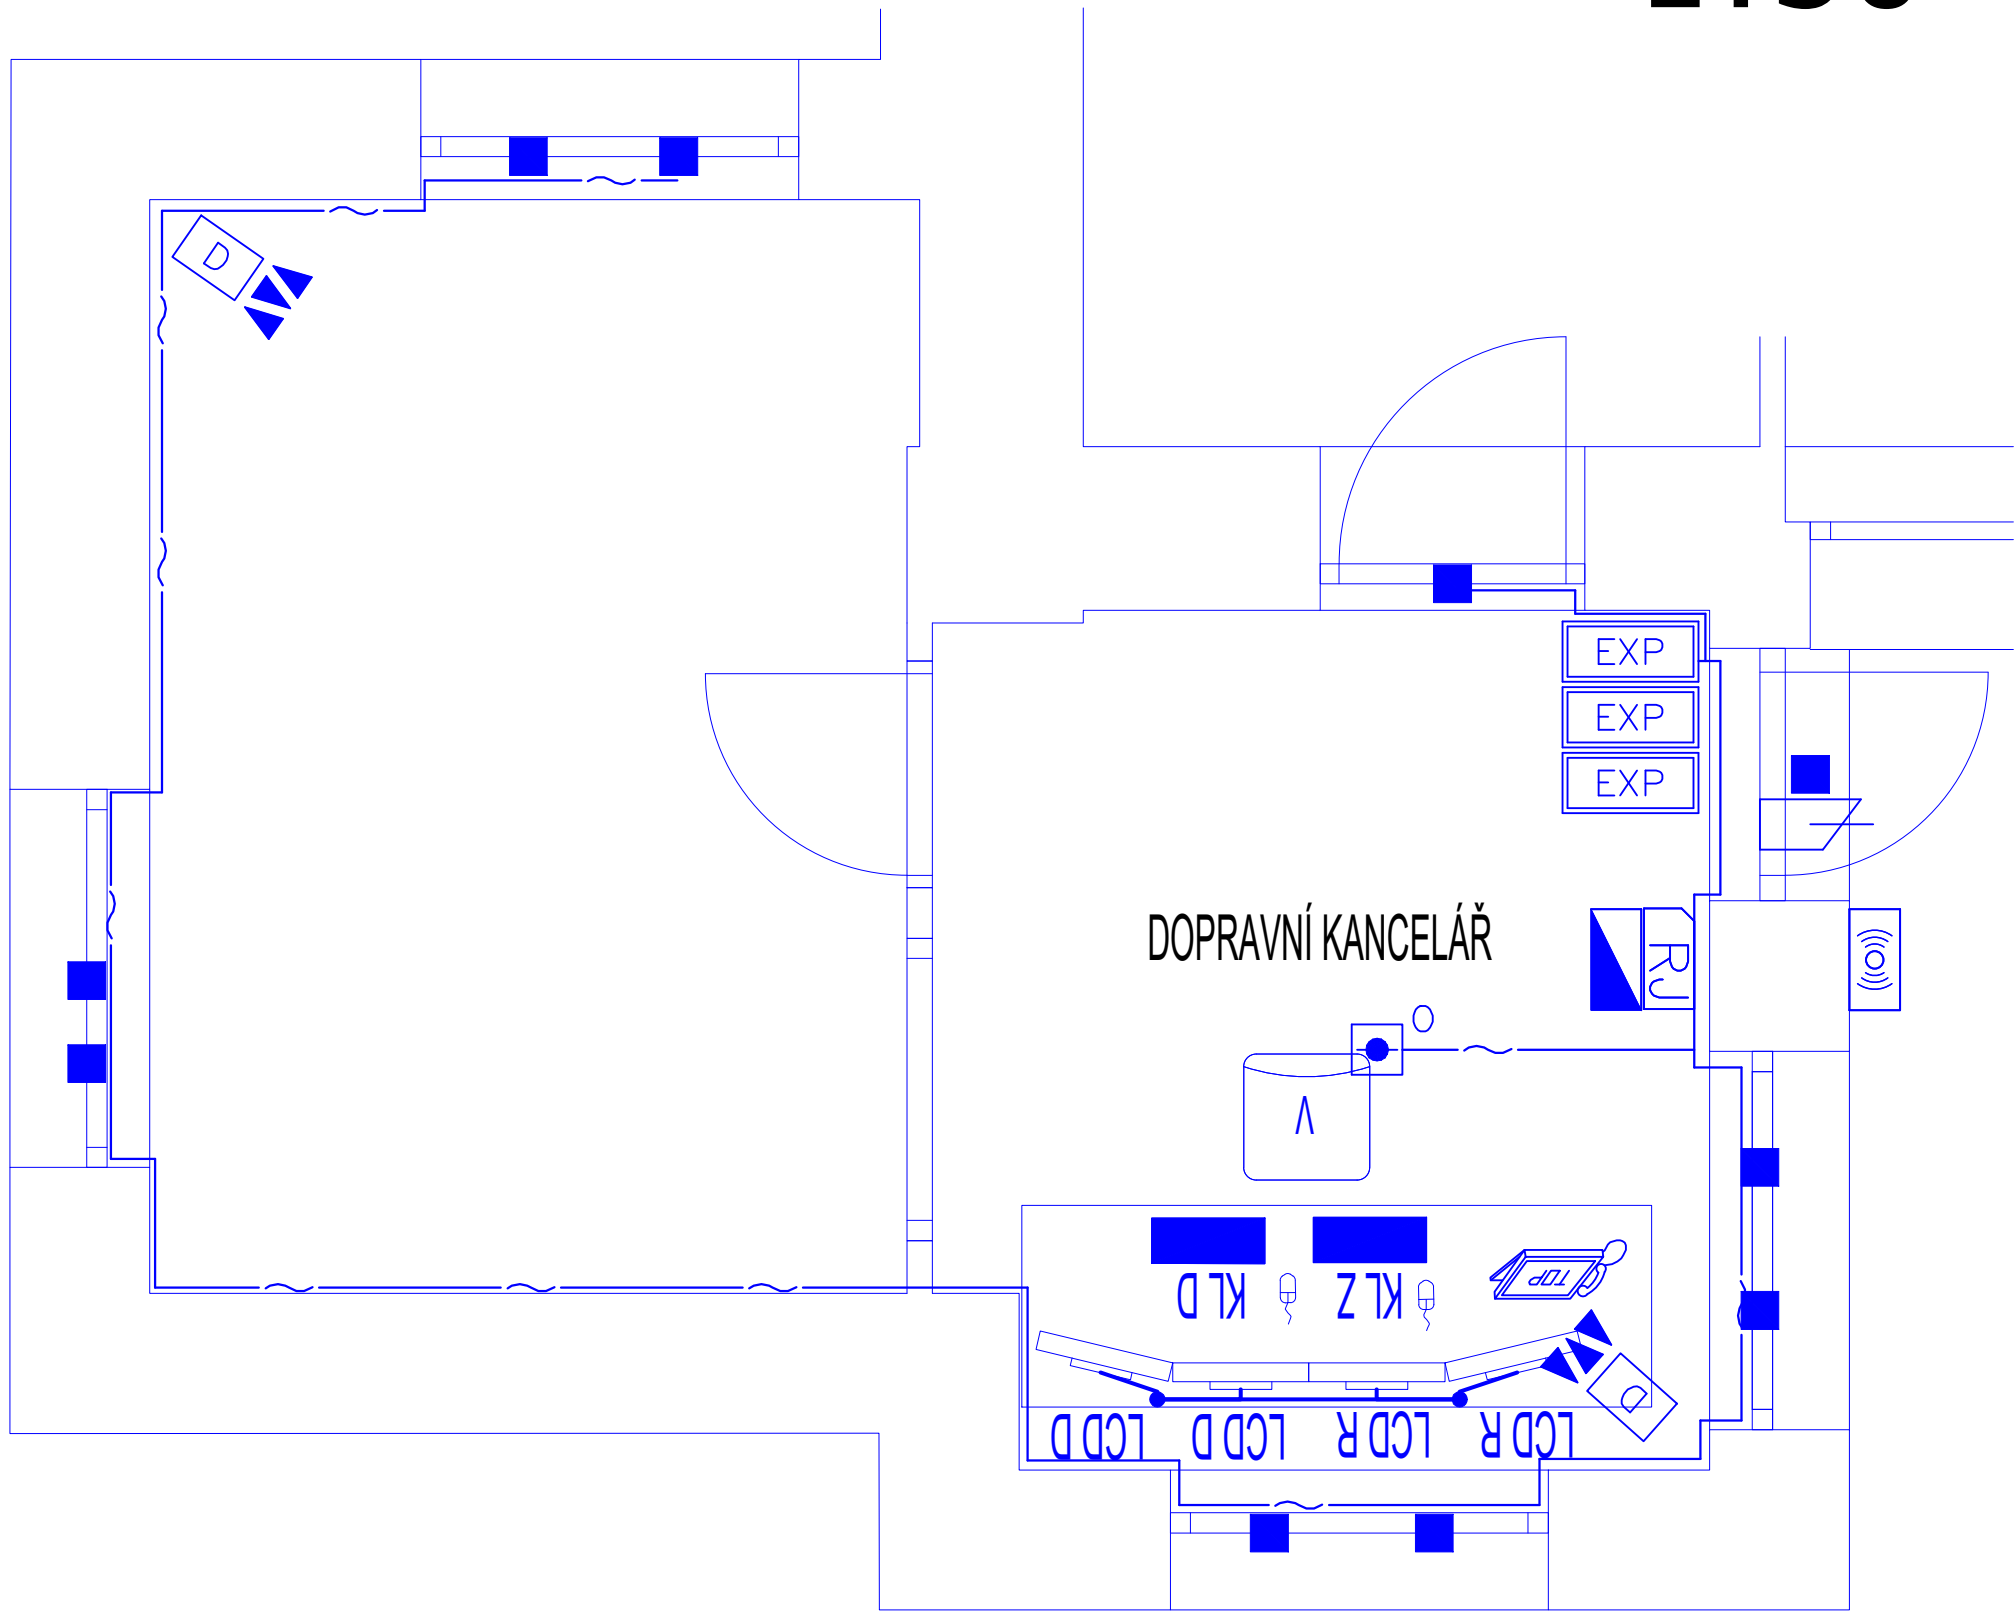 D
EXP
EXP
EXP
DOPRAVNÍ KANCELÁŘ
RJ
O
V
KL D
KL Z
TOP
D
LCD D
LCD D
LCD R
LCD R